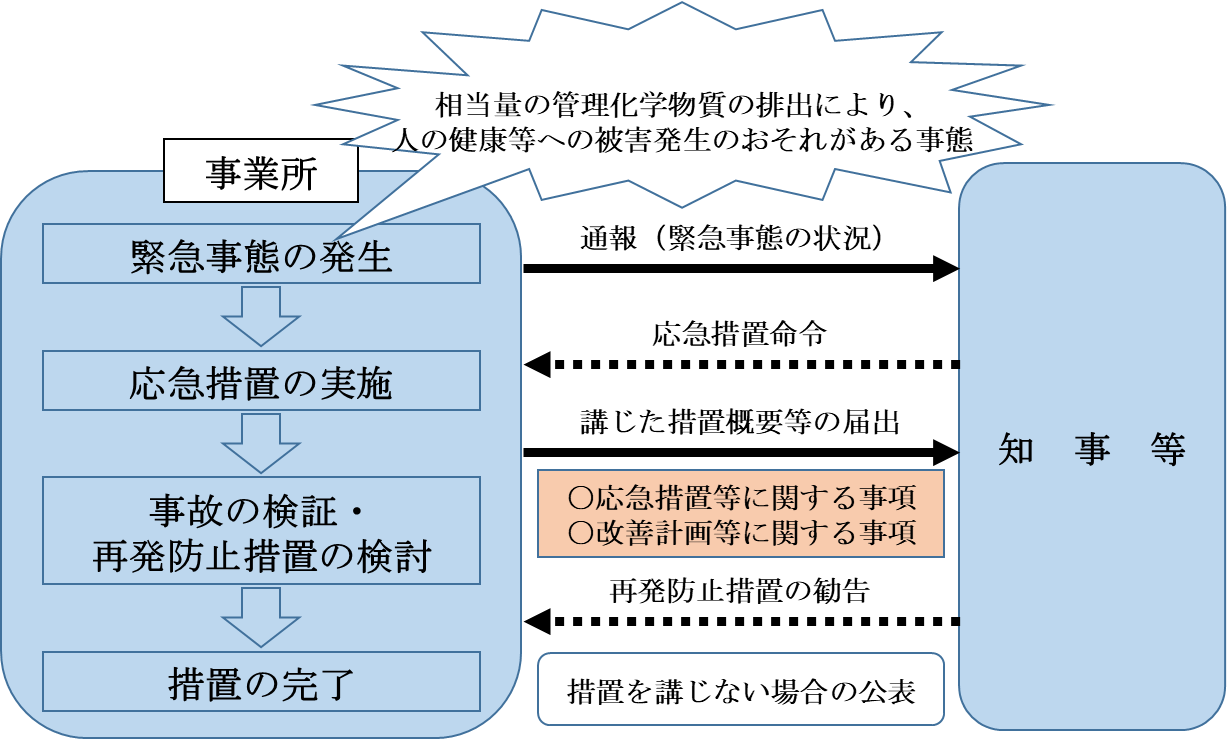 相当量の管理化学物質の排出により、
人の健康等への被害発生のおそれがある事態
事業所
緊急事態の発生
応急措置の実施
事故の検証・
再発防止措置の検討
措置の完了
通報（緊急事態の状況）
応急措置命令
講じた措置概要等の届出
〇応急措置等に関する事項
〇改善計画等に関する事項
再発防止措置の勧告
措置を講じない場合の公表
知　事　等